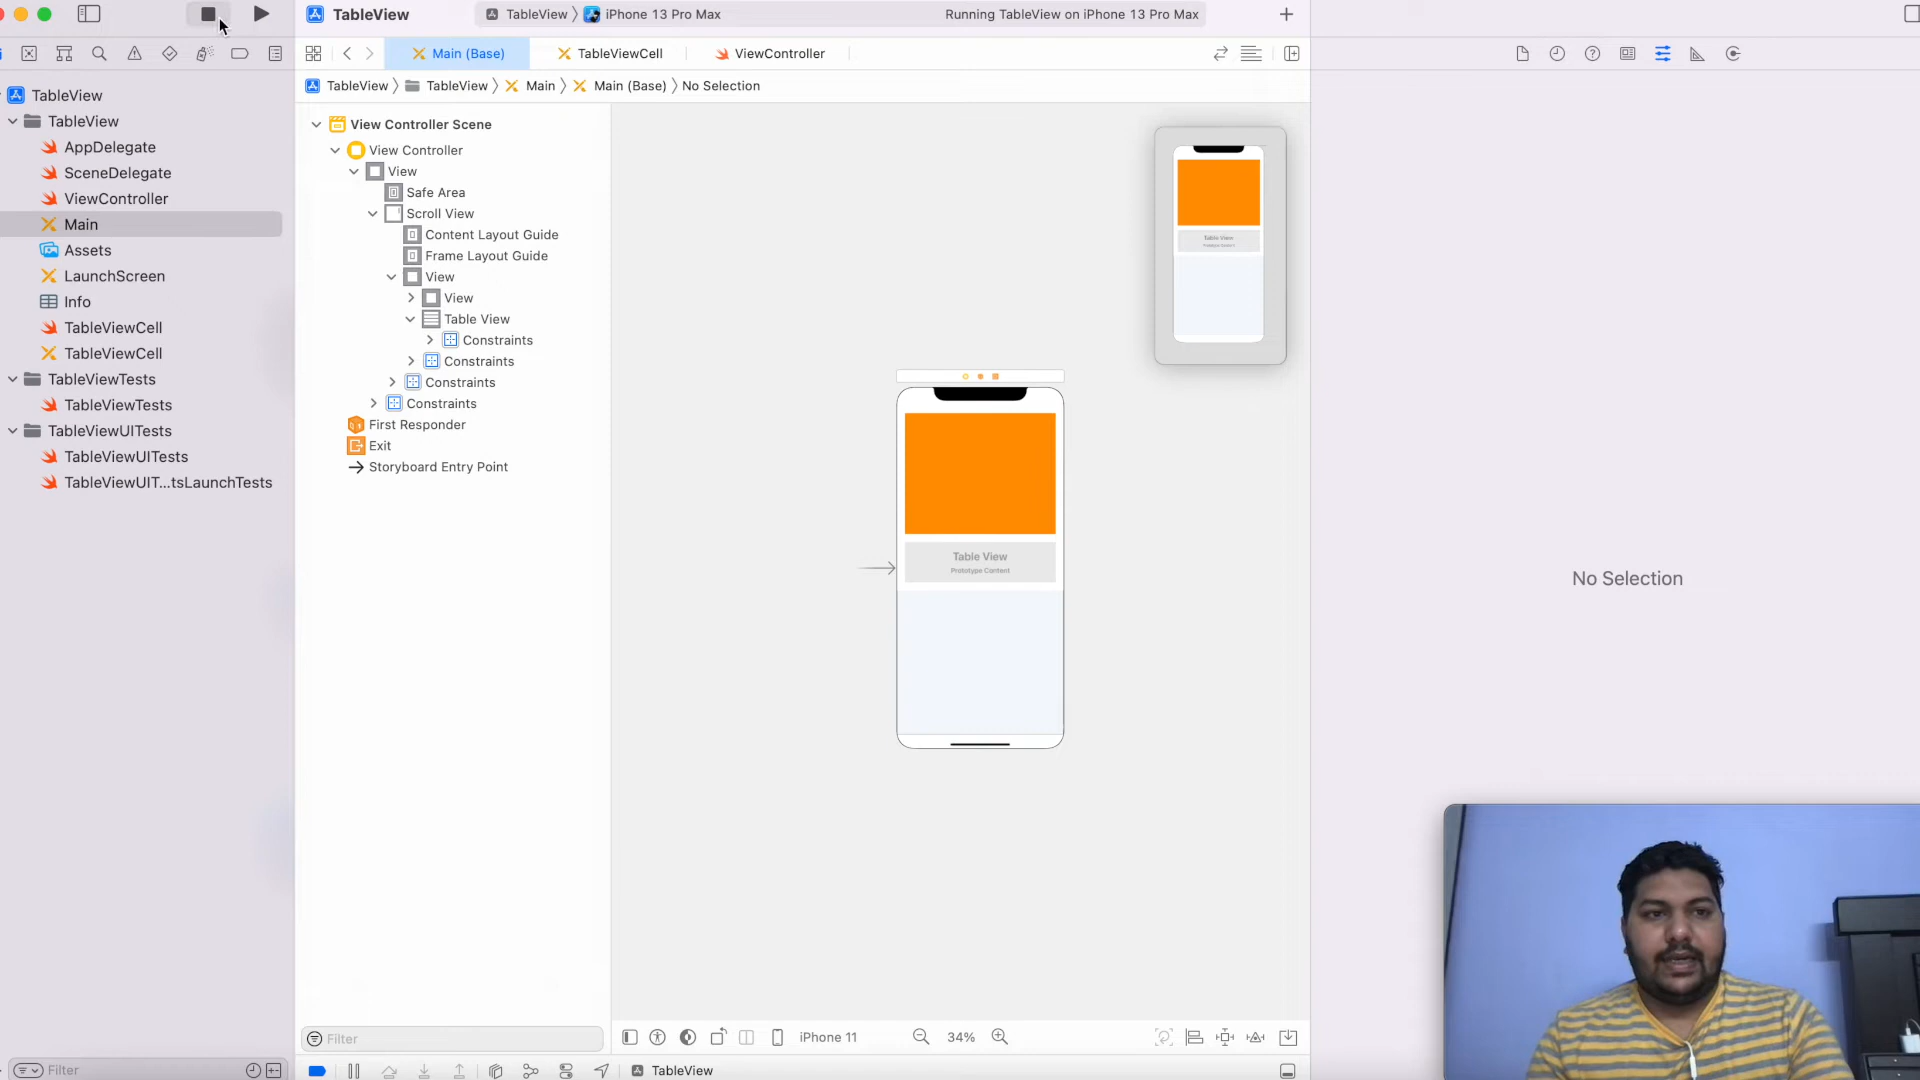 TableView
TableView 〉 iPhone 13 Pro Max
Running TableView on iPhone 13 Pro Max
Main (Base)
TableViewCell
ViewController
TableView 〉 TableView 〉 Main 〉 Main (Base) 〉 No Selection
TableView
TableView
AppDelegate
SceneDelegate
ViewController
Main
Assets
LaunchScreen
Info
TableViewCell
TableViewCell
TableViewTests
TableViewTests
TableViewUITests
TableViewUITests
TableViewUIT...tsLaunchTests
Filter
View Controller Scene
View Controller
View
Safe Area
Scroll View
Content Layout Guide
Frame Layout Guide
View
View
Table View
Constraints
Constraints
Constraints
Constraints
First Responder
Exit
Storyboard Entry Point
Filter
Table View
Prototype Content
Table View
Prototype Content
iPhone 11
34%
TableView
No Selection